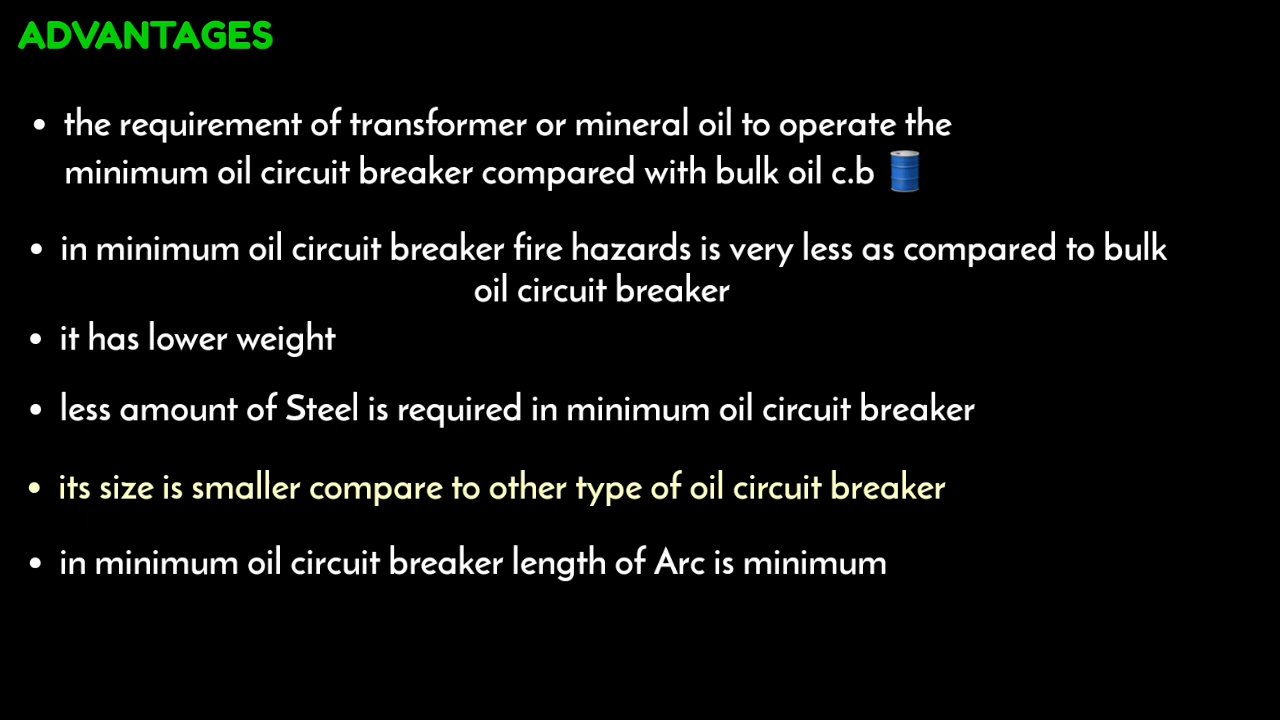 ADVANTAGES
• the requirement of transformer or mineral oil to operate the
minimum oil circuit breaker compared with bulk oil c.b
• in minimum oil circuit breaker fire hazards is very less as compared to bulk
oil circuit breaker
• it has lower weight
• less amount of Steel is required in minimum oil circuit breaker
• its size is smaller compare to other type of oil circuit breaker
• in minimum oil circuit breaker length of Arc is minimum